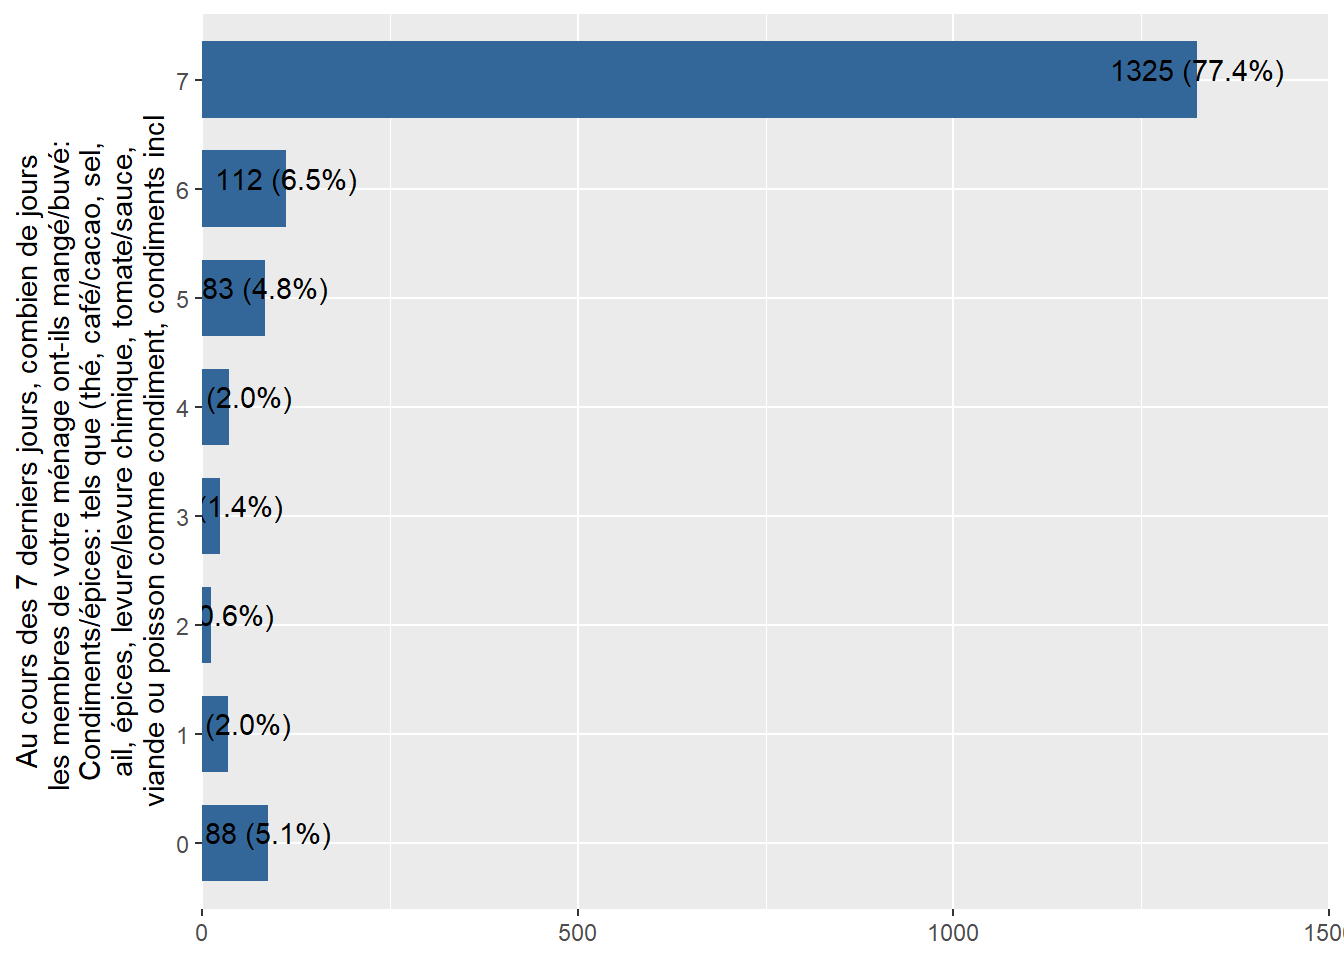 Au cours des 7 derniers jours, combien de jours
les membres de votre ménage ont-ils mangé/buvé:
Condiments/épices: tels que (thé, café/cacao, sel,
ail, épices, levure/levure chimique, tomate/sauce,
viande ou poisson comme condiment, condiments incl
7
1325 (77.4%)
6
112 (6.5%)
5
83 (4.8%)
4
(2.0%)
3
(1.4%)
2
0.6%)
1
(2.0%)
0
88 (5.1%)
0 500 1000 1500